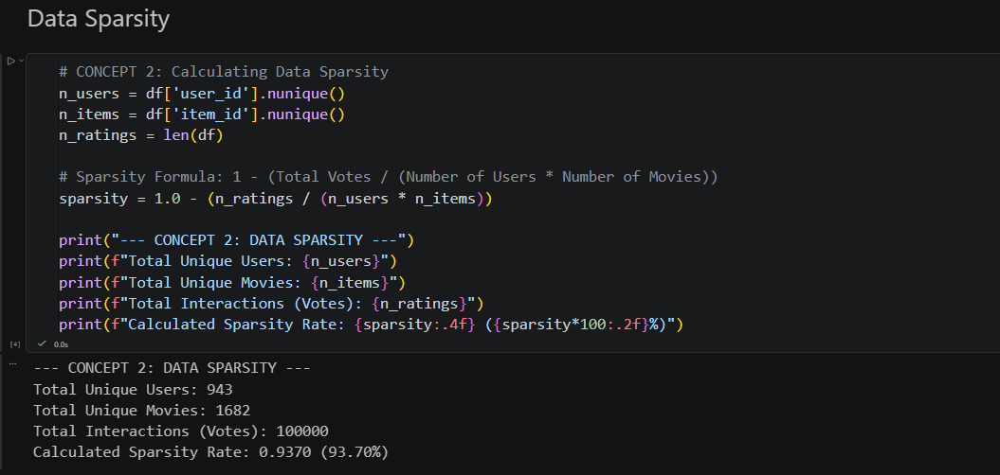 Data Sparsity
# CONCEPT 2: Calculating Data Sparsity
n_users = df['user_id'].nunique()
n_items = df['item_id'].nunique()
n_ratings = len(df)
# Sparsity Formula: 1 - (Total Votes / (Number of Users * Number of Movies))
sparsity = 1.0 - (n_ratings / (n_users * n_items))
print("--- CONCEPT 2: DATA SPARSITY ---")
print(f"Total Unique Users: {n_users}")
print(f"Total Unique Movies: {n_items}")
print(f"Total Interactions (Votes): {n_ratings}")
print(f"Calculated Sparsity Rate: {sparsity:.4f} ({sparsity*100:.2f}%)")
[4] 0.0s
--- CONCEPT 2: DATA SPARSITY ---
Total Unique Users: 943
Total Unique Movies: 1682
Total Interactions (Votes): 100000
Calculated Sparsity Rate: 0.9370 (93.70%)